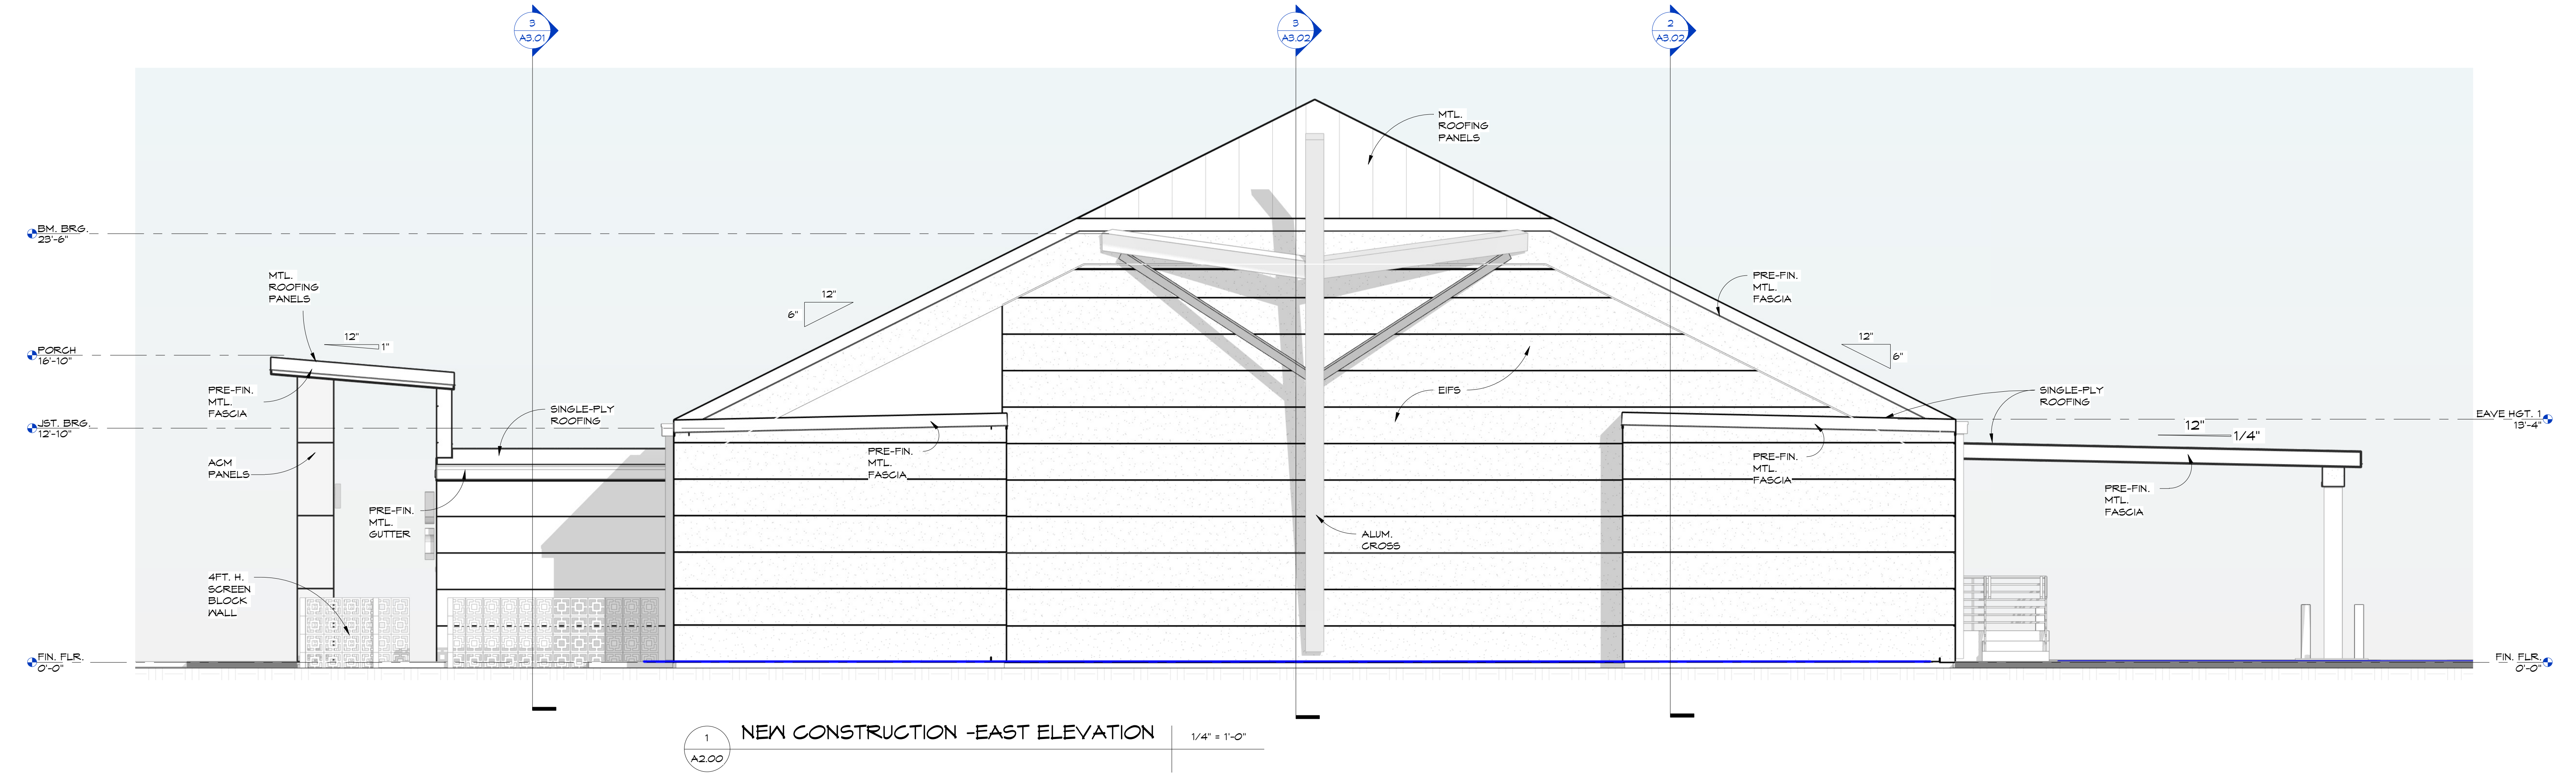 3
A3.01
3
A3.02
2
A3.02
MTL.
ROOFING
PANELS
BM. BRG.
23'-6"
MTL.
ROOFING
PANELS
PRE-FIN.
MTL.
FASCIA
12"
6"
12"
1"
12"
6"
PORCH
16'-10"
PRE-FIN.
MTL.
FASCIA
SINGLE-PLY
ROOFING
EIFS
SINGLE-PLY
ROOFING
JST. BRG.
12'-10"
EAVE HGT. 1
13'-4"
12"
1/4"
ACM
PANELS
PRE-FIN.
MTL.
FASCIA
PRE-FIN.
MTL.
FASCIA
PRE-FIN.
MTL.
FASCIA
PRE-FIN.
MTL.
GUTTER
ALUM.
CROSS
4FT. H.
SCREEN
BLOCK
WALL
FIN. FLR.
0'-0"
FIN. FLR.
0'-0"
1
A2.00
NEW CONSTRUCTION -EAST ELEVATION
1/4" = 1'-0"